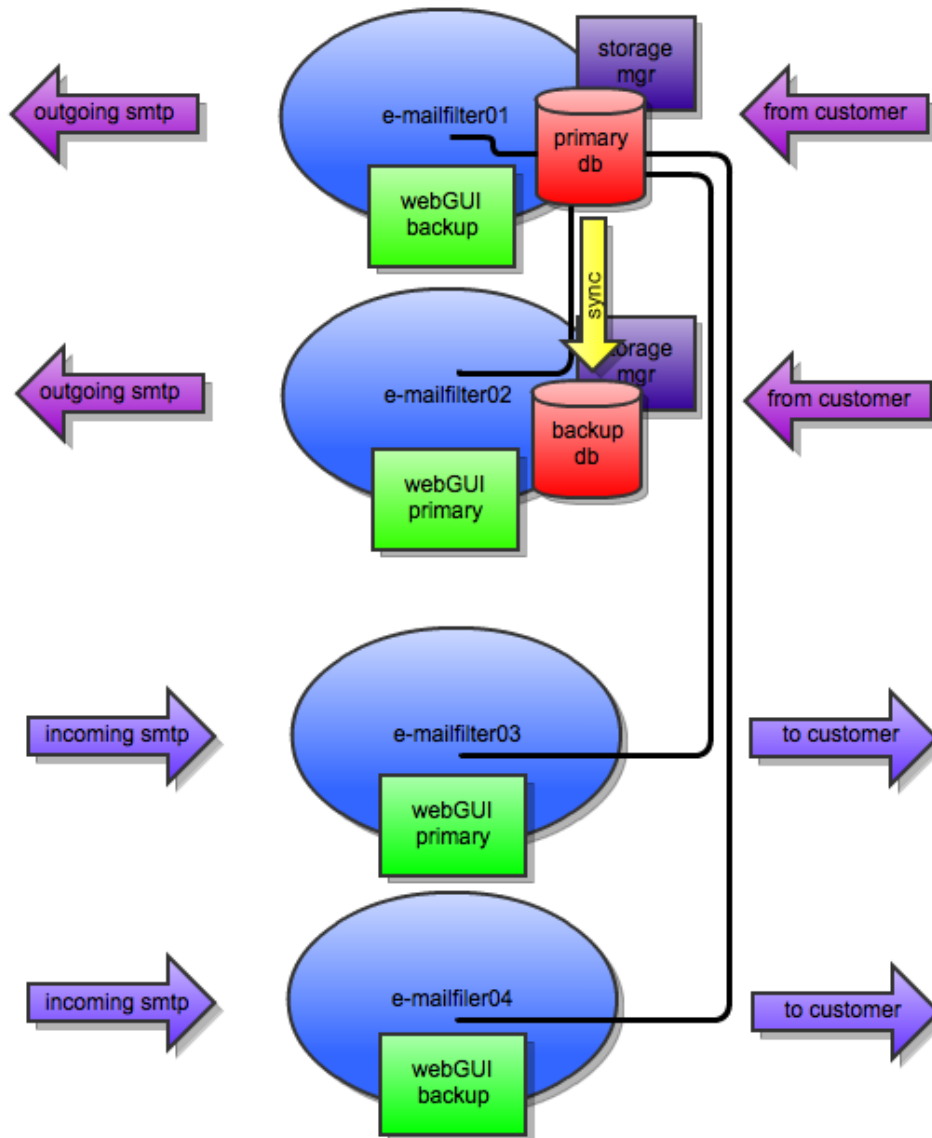 storage
mgr
outgoing smtp
e-mailfilter01
from customer
primary
db
webGUI
backup
sync
storage
mgr
outgoing smtp
e-mailfilter02
from customer
backup
db
webGUI
primary
incoming smtp
e-mailfilter03
to customer
webGUI
primary
incoming smtp
e-mailfiler04
to customer
webGUI
backup